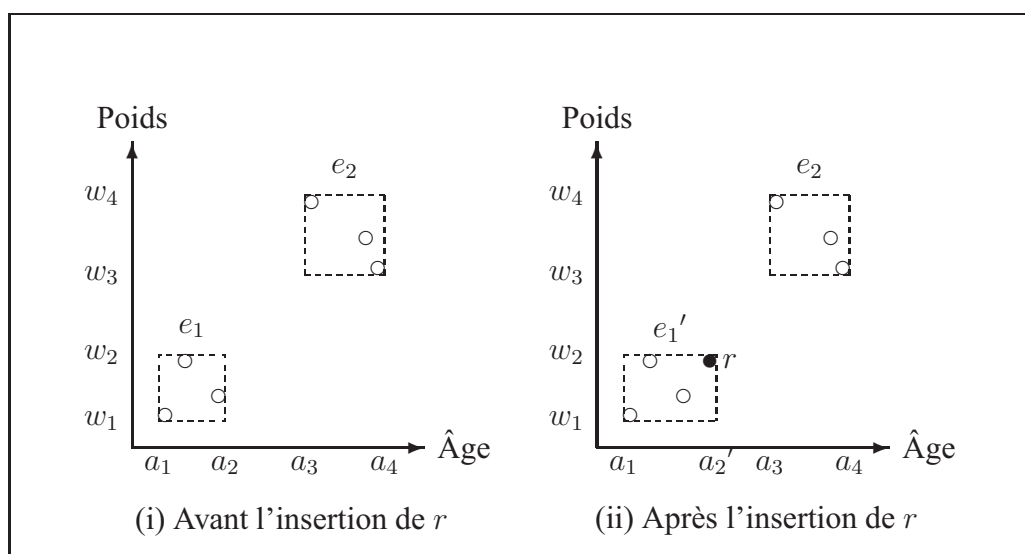 Poids
e₂
w₄
w₃
e₁
w₂
w₁
a₁ a₂ a₃ a₄ Âge
(i) Avant l'insertion de r
Poids
e₂
w₄
w₃
e₁′
w₂
r
w₁
a₁ a₂′ a₃ a₄ Âge
(ii) Après l'insertion de r